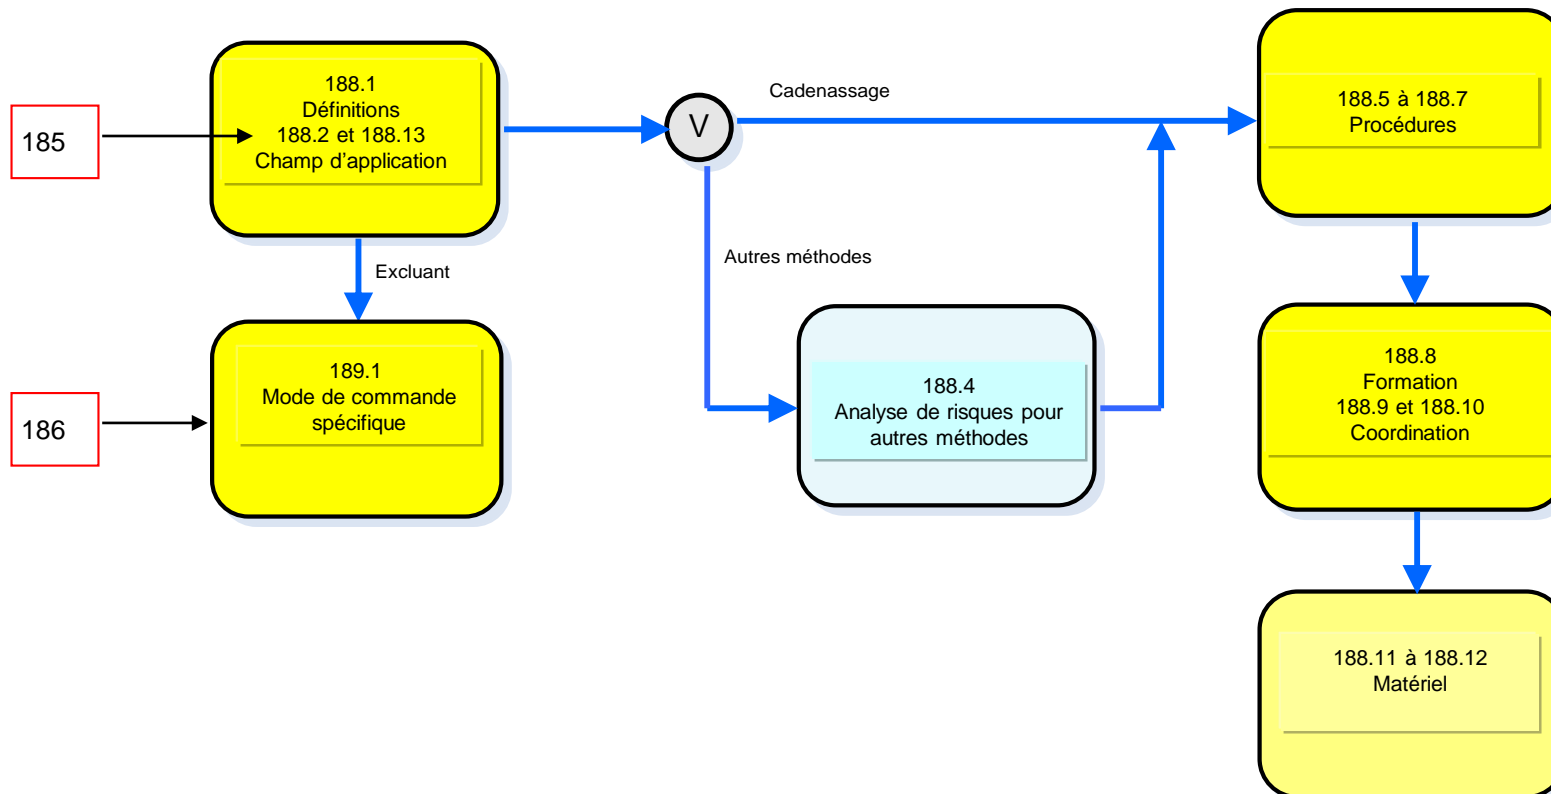 185
188.1
Définitions
188.2 et 188.13
Champ d'application
V
Cadenassage
188.5 à 188.7
Procédures
Excluant
Autres méthodes
186
189.1
Mode de commande
spécifique
188.4
Analyse de risques pour
autres méthodes
188.8
Formation
188.9 et 188.10
Coordination
188.11 à 188.12
Matériel